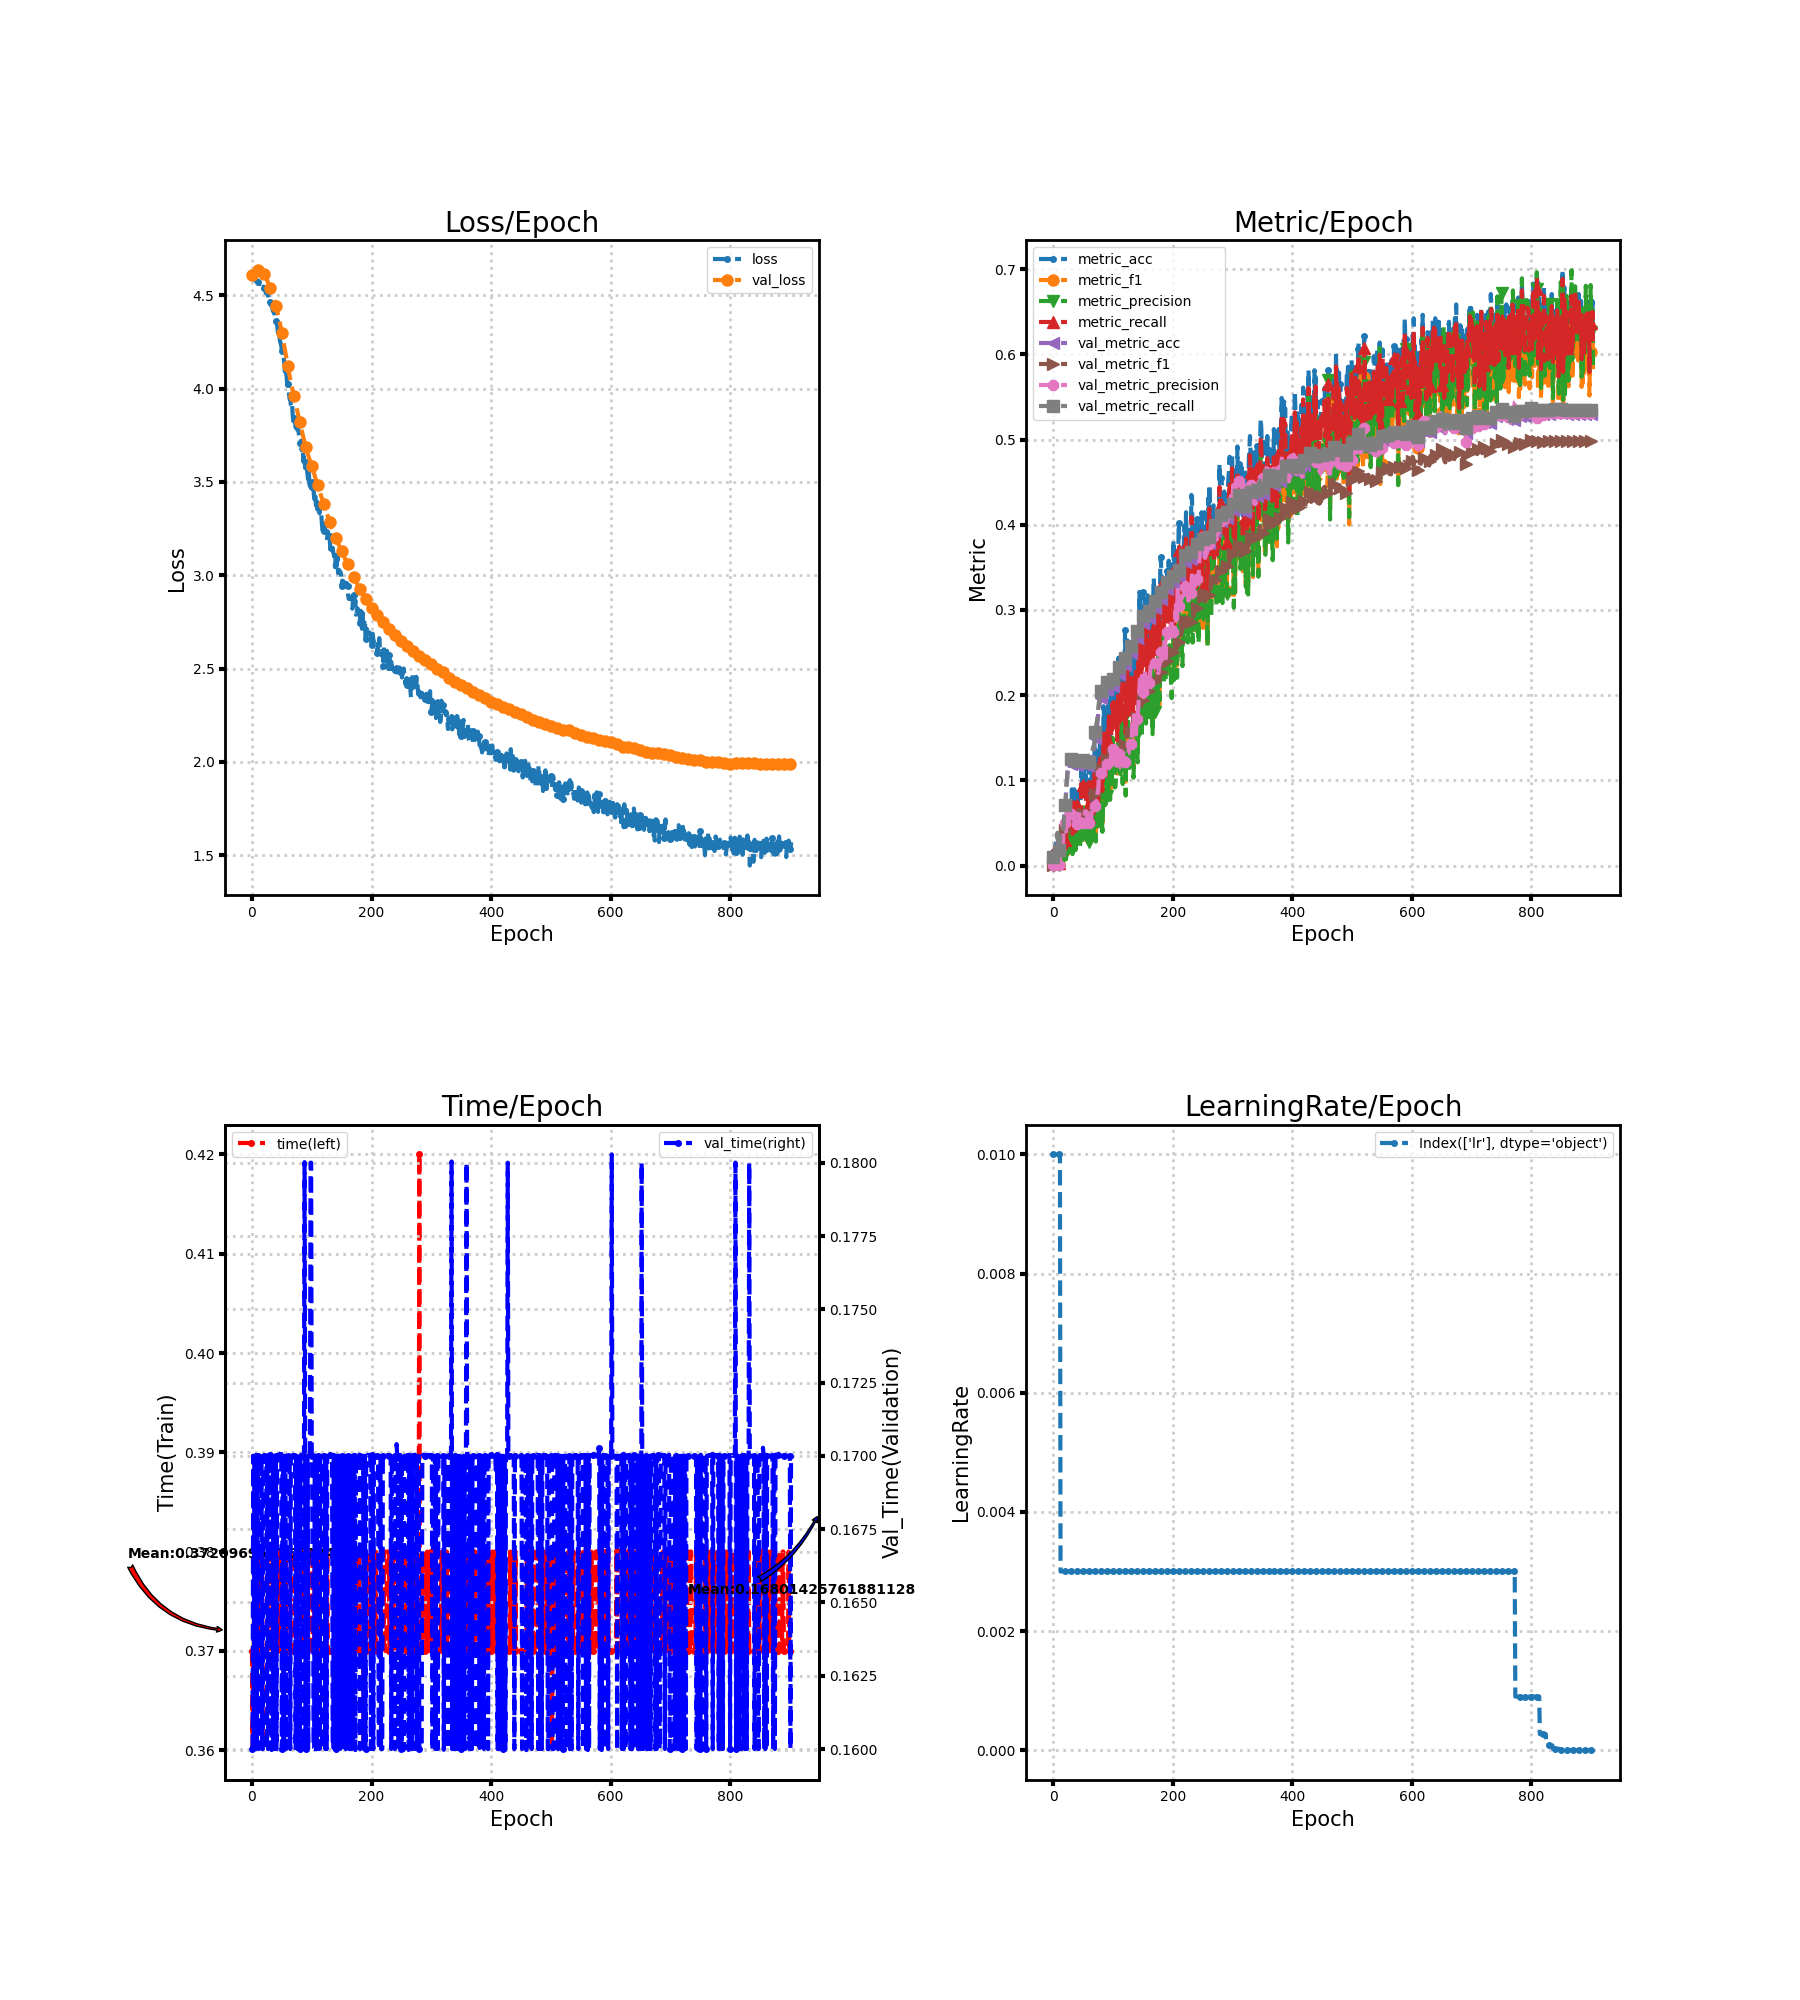 Loss/Epoch
loss
val_loss
4.5
4.0
3.5
3.0
2.5
2.0
1.5
Loss
0
200
400
600
800
Epoch
Metric/Epoch
metric_acc
metric_f1
metric_precision
metric_recall
val_metric_acc
val_metric_f1
val_metric_precision
val_metric_recall
0.7
0.6
0.5
0.4
0.3
0.2
0.1
0.0
Metric
0
200
400
600
800
Epoch
Time/Epoch
time(left)
val_time(right)
0.42
0.41
0.40
0.39
0.38
0.37
0.36
Time(Train)
0.1800
0.1775
0.1750
0.1725
0.1700
0.1675
0.1650
0.1625
0.1600
Val_Time(Validation)
Mean:0.16801425761881128
0
200
400
600
800
Epoch
LearningRate/Epoch
Index(['lr'], dtype='object')
0.010
0.008
0.006
0.004
0.002
0.000
LearningRate
0
200
400
600
800
Epoch